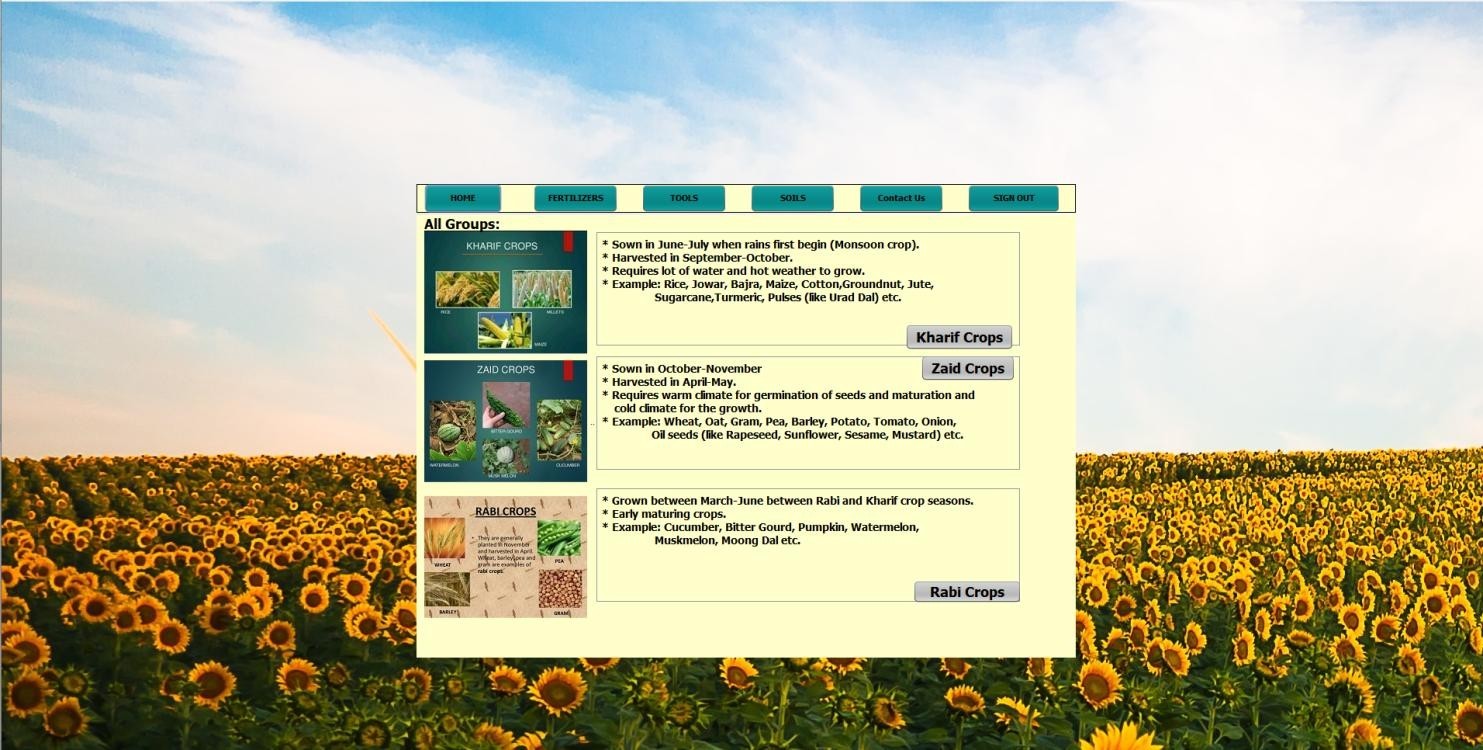 HOME FERTILIZERS TOOLS SOILS Contact Us SIGN OUT
All Groups:
KHARIF CROPS
RICE
MILLETS
MAIZE
* Sown in June-July when rains first begin (Monsoon crop).
* Harvested in September-October.
* Requires lot of water and hot weather to grow.
* Example: Rice, Jowar, Bajra, Maize, Cotton,Groundnut, Jute,
Sugarcane,Turmeric, Pulses (like Urad Dal) etc.
Kharif Crops
ZAID CROPS
BITTER GOURD
WATERMELON
CUCUMBER
MUSK MELON
* Sown in October-November
* Harvested in April-May.
* Requires warm climate for germination of seeds and maturation and
cold climate for the growth.
* Example: Wheat, Oat, Gram, Pea, Barley, Potato, Tomato, Onion,
Oil seeds (like Rapeseed, Sunflower, Sesame, Mustard) etc.
Zaid Crops
RABI CROPS
• They are generally
planted in November
and harvested in April.
Wheat, barley, pea and
gram are examples of
rabi crops.
WHEAT
PEA
BARLEY
GRAM
* Grown between March-June between Rabi and Kharif crop seasons.
* Early maturing crops.
* Example: Cucumber, Bitter Gourd, Pumpkin, Watermelon,
Muskmelon, Moong Dal etc.
Rabi Crops